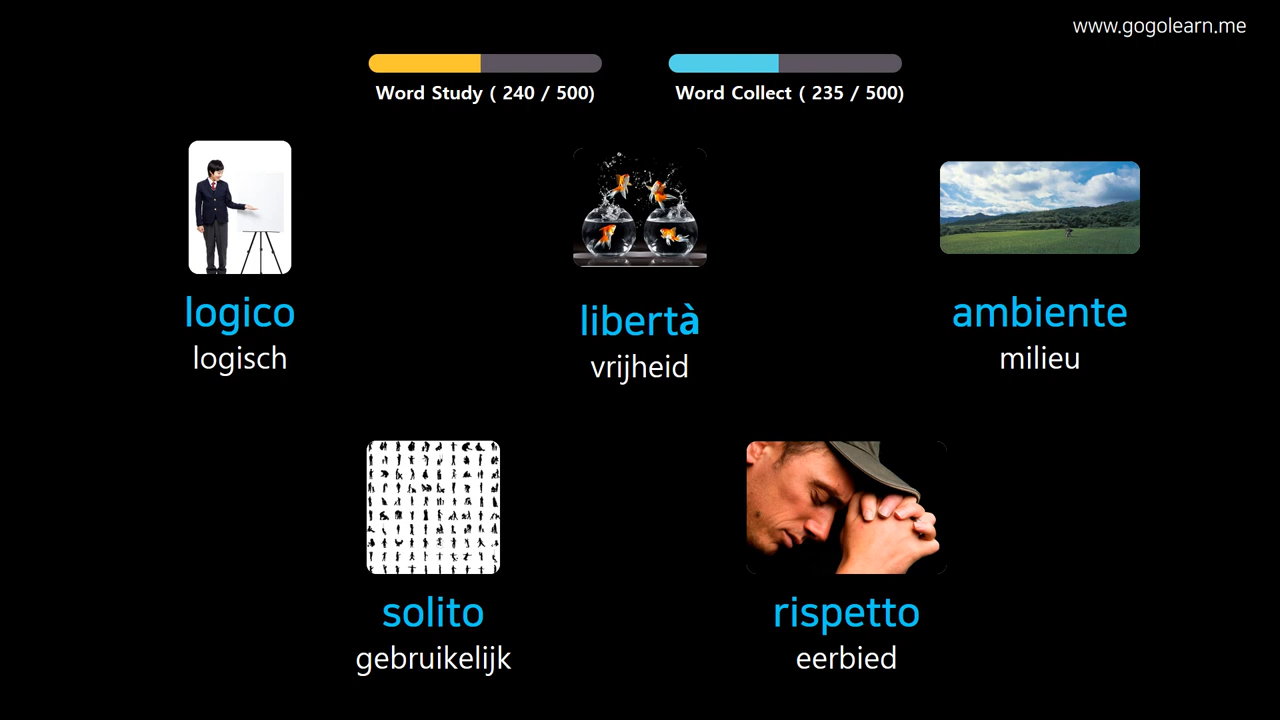 www.gogolearn.me
Word Study ( 240 / 500)
Word Collect ( 235 / 500)
logico
logisch
libertà
vrijheid
ambiente
milieu
solito
gebruikelijk
rispetto
eerbied